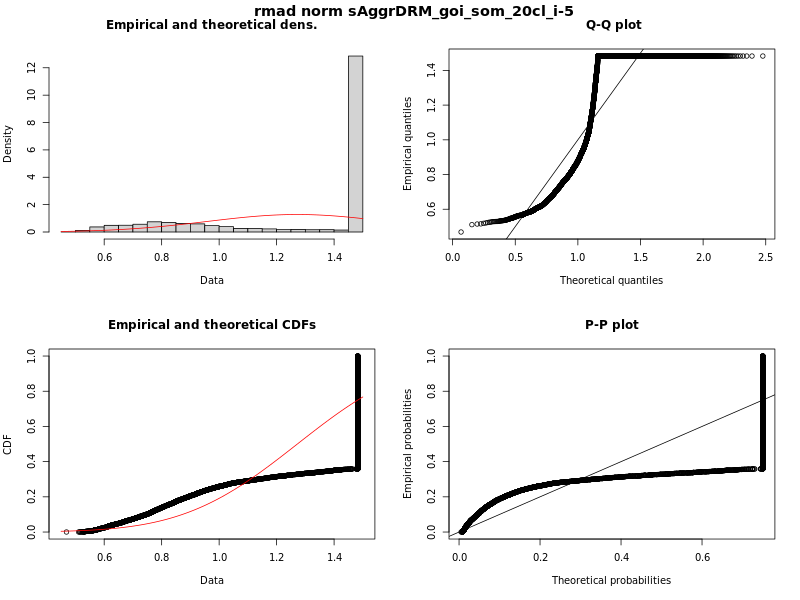 rmad norm sAggrDRM_goi_som_20cl_i-5
Empirical and theoretical dens.
Density
0 2 4 6 8 10 12
0.6 0.8 1.0 1.2 1.4
Data
Q-Q plot
Empirical quantiles
0.6 0.8 1.0 1.2 1.4
0.0 0.5 1.0 1.5 2.0 2.5
Theoretical quantiles
Empirical and theoretical CDFs
CDF
0.0 0.2 0.4 0.6 0.8 1.0
0.6 0.8 1.0 1.2 1.4
Data
P-P plot
Empirical probabilities
0.0 0.2 0.4 0.6 0.8 1.0
0.0 0.2 0.4 0.6
Theoretical probabilities